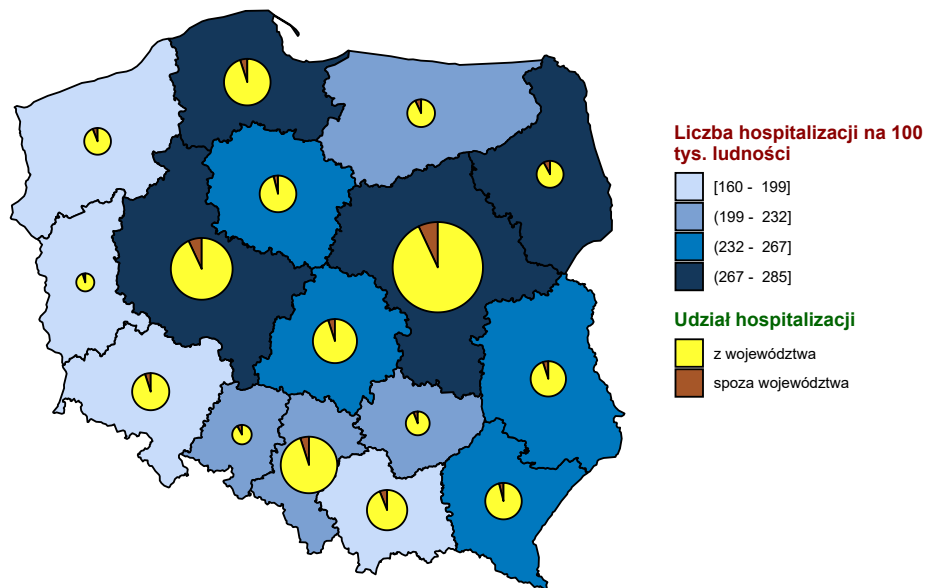 Liczba hospitalizacji na 100
tys. ludności
[160 - 199]
(199 - 232]
(232 - 267]
(267 - 285]
Udział hospitalizacji
z województwa
spoza województwa